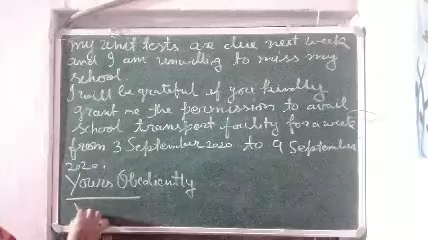 my unit tests are due next week
and I am unwilling to miss my
school.
I will be grateful if you kindly
grant me the permission to avail
school transport facility for a week
from 3 September 2020 to 9 September
2020.
Yours Obediently